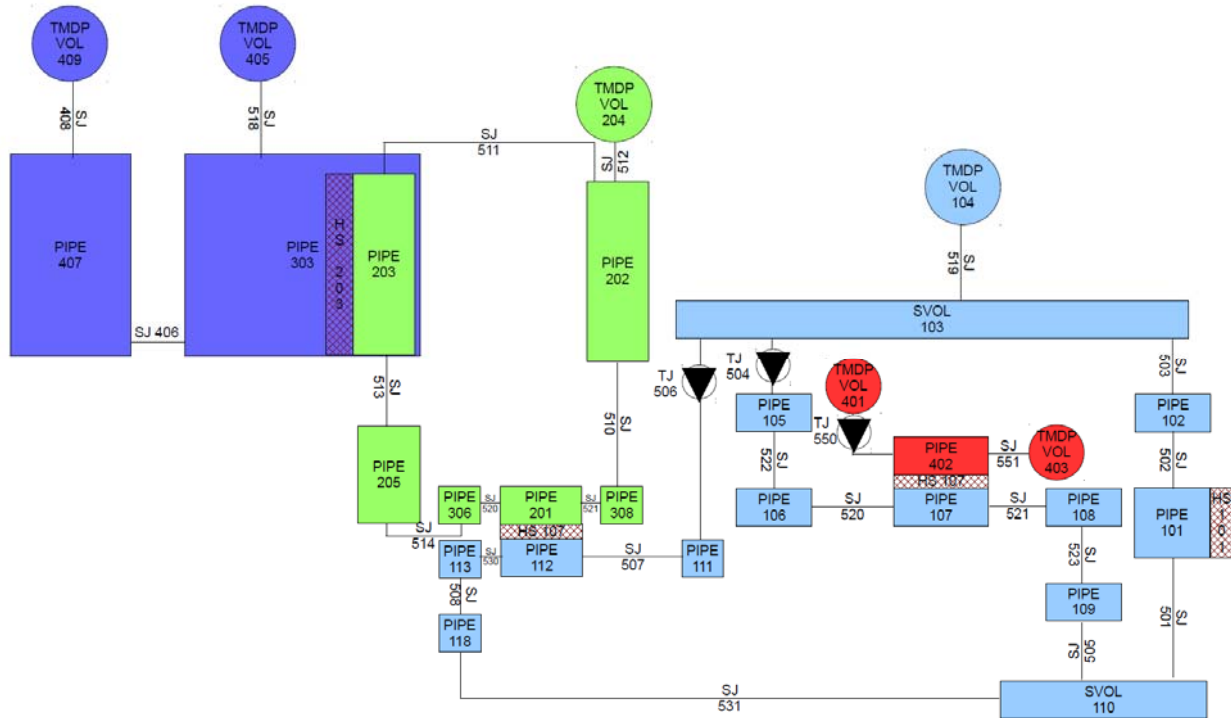 TMDP
VOL
409
TMDP
VOL
405
TMDP
VOL
204
TMDP
VOL
104
SJ
408
SJ
518
SJ
511
SJ
512
SJ
519
PIPE
407
PIPE
303
HS 203
PIPE
203
PIPE
202
SVOL
103
SJ 406
SJ
513
SJ
510
TJ
506
TJ
504
TMDP
VOL
401
SJ
503
PIPE
105
TJ
550
PIPE
102
PIPE
205
SJ
522
PIPE
402
SJ
551
TMDP
VOL
403
SJ
502
HS 107
PIPE
306
SJ
520
PIPE
201
SJ
521
PIPE
308
PIPE
106
SJ
520
PIPE
107
SJ
521
PIPE
108
PIPE
101
HS 101
SJ
514
HS 107
PIPE
113
SJ
530
PIPE
112
SJ
507
PIPE
111
SJ
523
SJ
508
PIPE
109
SJ
501
PIPE
118
SJ
505
SJ
531
SVOL
110